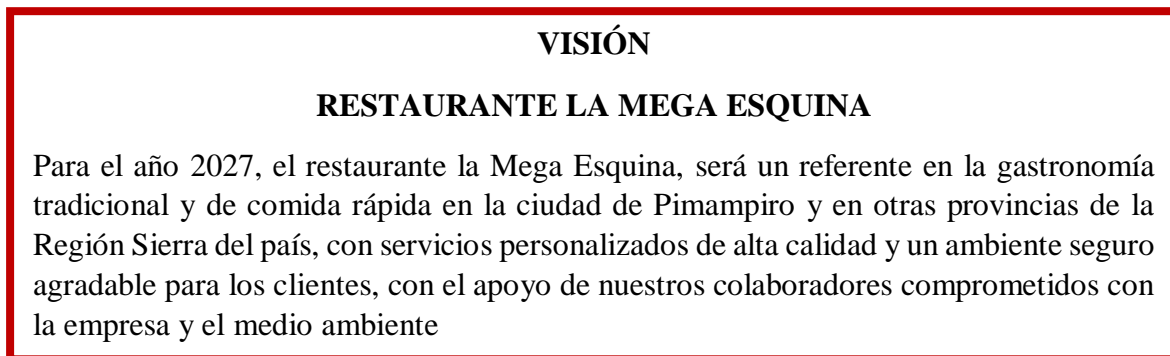 VISIÓN
RESTAURANTE LA MEGA ESQUINA
Para el año 2027, el restaurante la Mega Esquina, será un referente en la gastronomía
tradicional y de comida rápida en la ciudad de Pimampiro y en otras provincias de la
Región Sierra del país, con servicios personalizados de alta calidad y un ambiente seguro
agradable para los clientes, con el apoyo de nuestros colaboradores comprometidos con
la empresa y el medio ambiente